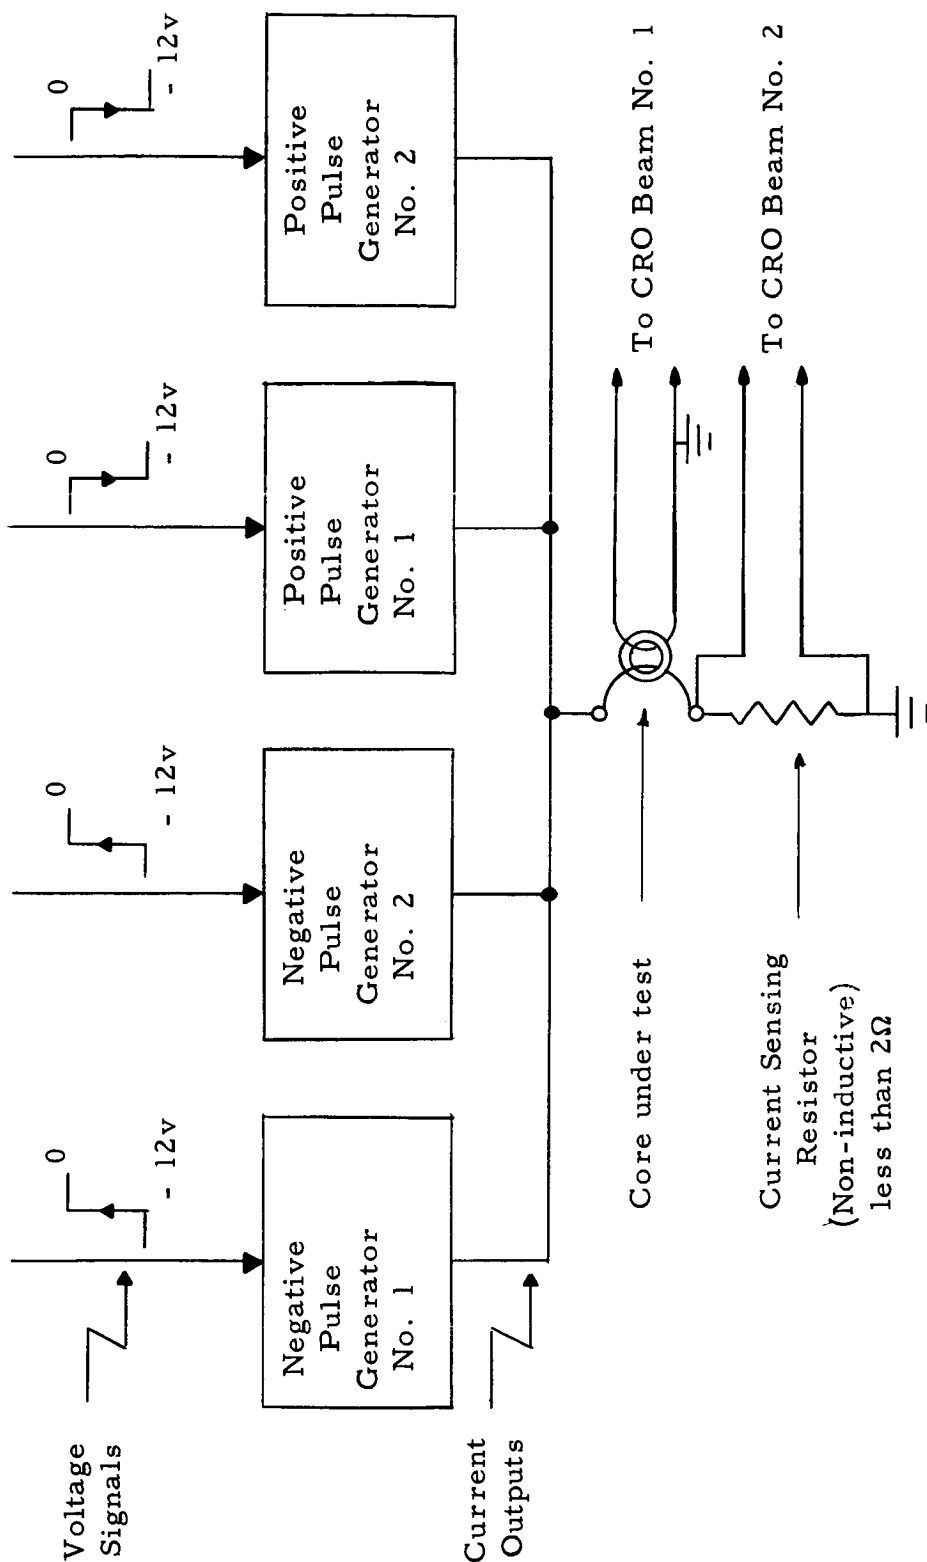 Voltage
Signals
0
- 12v
0
- 12v
0
- 12v
0
- 12v
Negative
Pulse
Generator
No. 1
Negative
Pulse
Generator
No. 2
Positive
Pulse
Generator
No. 1
Positive
Pulse
Generator
No. 2
Current
Outputs
Core under test
To CRO Beam No. 1
Current Sensing
Resistor
(Non-inductive)
less than 2Ω
To CRO Beam No. 2